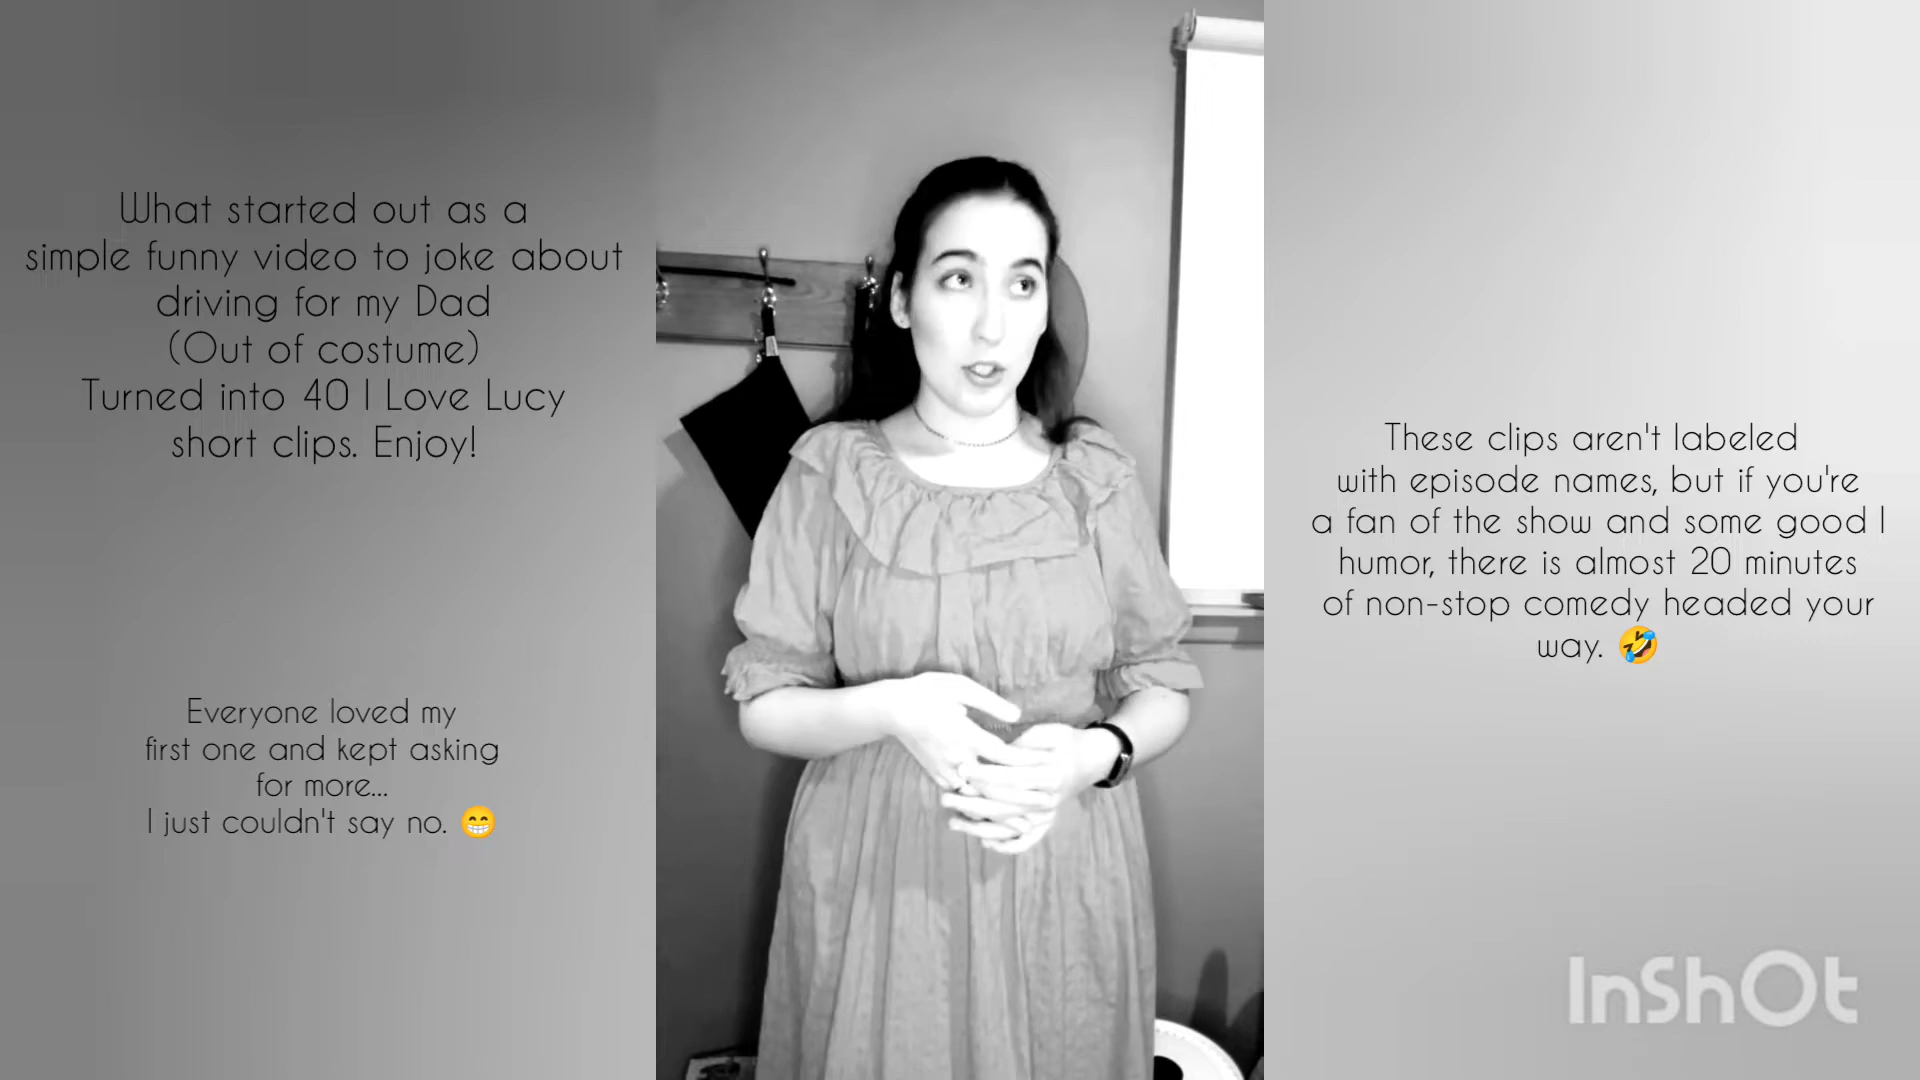 What started out as a
simple funny video to joke about
driving for my Dad
(Out of costume)
Turned into 40 I Love Lucy
short clips. Enjoy!
Everyone loved my
first one and kept asking
for more...
I just couldn't say no. 😁
These clips aren't labeled
with episode names, but if you're
a fan of the show and some good l
humor, there is almost 20 minutes
of non-stop comedy headed your
way. 🤣
InShOt